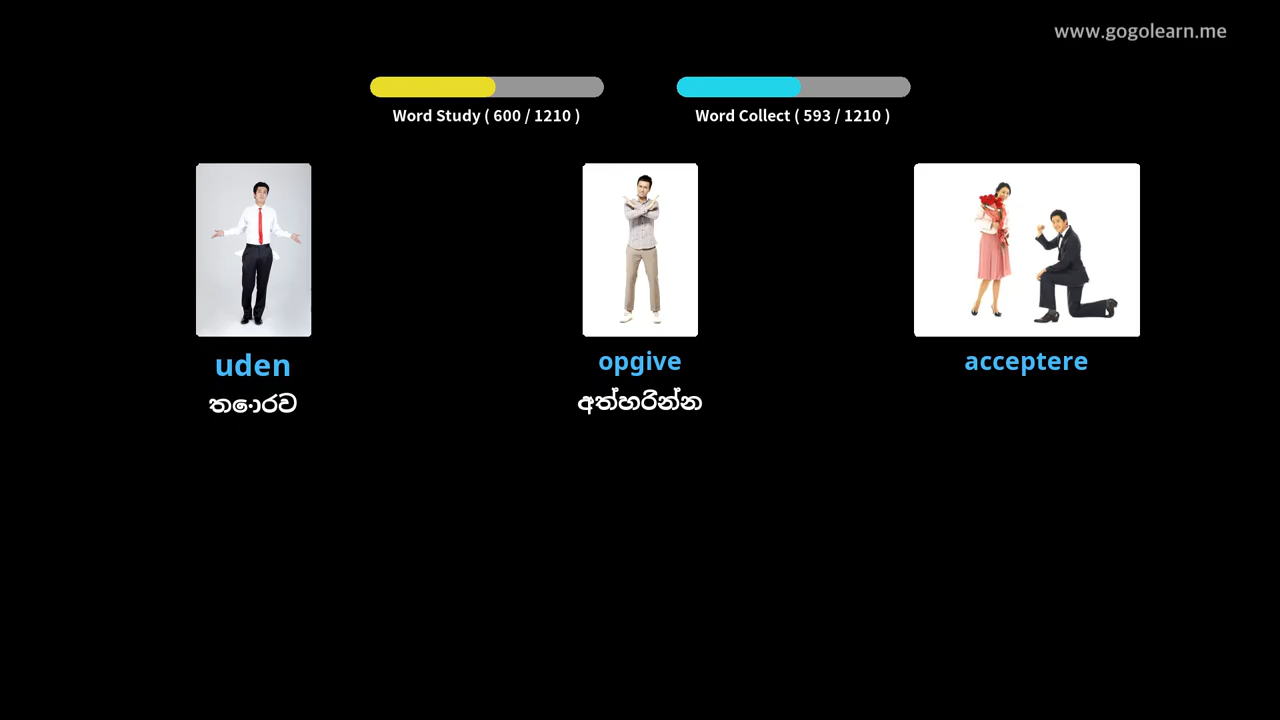 www.gogolearn.me
Word Study ( 600 / 1210 )
Word Collect ( 593 / 1210 )
uden
තොරව
opgive
අත්හරින්න
acceptere